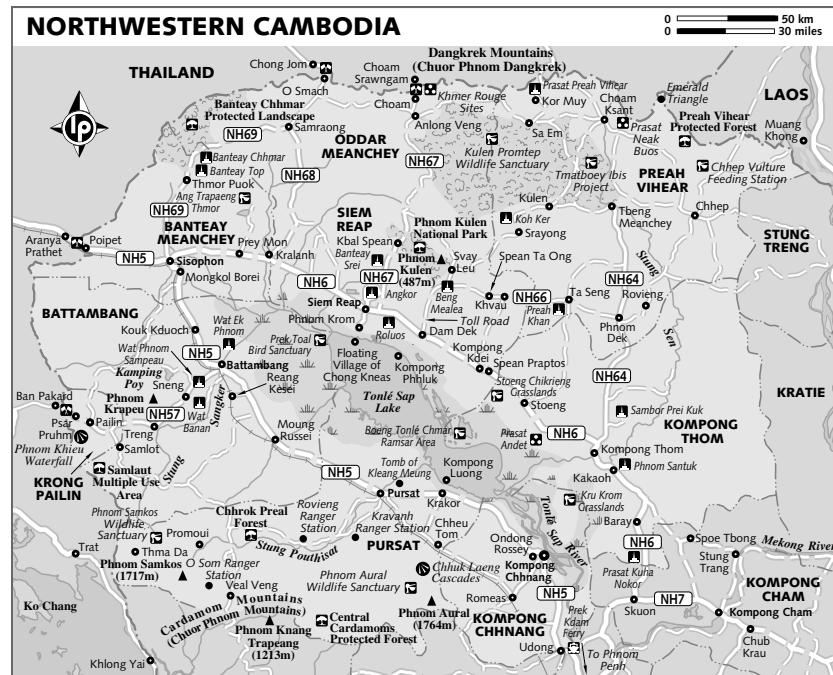 NORTHWESTERN CAMBODIA
0 50 km
0 30 miles
THAILAND
Chong Jom
O Smach
Choam
Srawngam
Dangkrek Mountains
(Chuor Phnom Dangkrek)
Prasat Preah Vihear
Kor Muy
Choam
Ksant
Emerald
Triangle
LAOS
Muang
Khong
lp
Banteay Chhmar
Protected Landscape
NH69
Samraong
ODDAR
MEANCHEY
Choam
Anlong Veng
Khmer Rouge
Sites
NH67
Sa Em
Prasat
Neak
Buos
Preah Vihear
Protected Forest
Kulen Promtep
Wildlife Sanctuary
Tmatboey Ibis
Project
PREAH
VIHEAR
Chhep Vulture
Feeding Station
Banteay Chhmar
Banteay Top
Thmor Puok
Ang Trapaeng
Thmor
NH68
NH69
BANTEAY
MEANCHEY
SIEM
REAP
Kulen
Tbeng
Meanchey
Chhep
Koh Ker
Srayong
STUNG
TRENG
Aranya
Prathet
Poipet
NH5
Sisophon
Mongkol Borei
Prey Mon
Kralanh
NH6
Kbal Spean
Banteay
Srei
Phnom Kulen
National Park
Phnom
Kulen
(487m)
NH67
Angkor
Svay
Leu
Beng
Mealea
Spean Ta Ong
Khvau
NH66
Ta Seng
Preah
Khan
NH64
Stung
Rovieng
Phnom
Dek
Sen
BATTAMBANG
Kouk Kduoch
Wat Ek
Phnom
Siem Reap
Phnom Krom
Roluos
Toll Road
Dam Dek
Prek Toal
Bird Sanctuary
Floating
Village of
Chong Kneas
Kompong
Phhluk
Kompong
Kdei
Spean Praptos
NH64
KRATIE
Wat Phnom
Sampeau
NH5
Battambang
Kamping
Poy
Sneng
Reang
Kesei
Phnom
Krapeu
Wat
Banan
Sungker
Ban Pakard
Psar
Pruhm
Pailin
NH57
Treng
Samlot
Phnom Khieu
Waterfall
Stung
Moung
Russei
Tonlé Sap
Lake
Boeng Tonlé Chmar
Ramsar Area
Stoeng Chikrieng
Grasslands
Stoeng
Prasat
Andet
NH6
Sambor Prei Kuk
KOMPONG
THOM
Kompong Thom
Phnom Santuk
Kakaoh
KRONG
PAILIN
Samlaut
Multiple Use
Area
NH5
Tomb of
Kleang Meung
Pursat
Kompong
Luong
Krakor
Kru Krom
Grasslands
Baray
Tonlé Sap River
Phnom Samkos
Wildlife
Sanctuary
Promoui
Thma Da
Chhrok Preal
Forest
Rovieng
Ranger
Station
Kravanh
Ranger Station
Stung Pouthisat
PURSAT
Chheu
Tom
Ondong
Rossey
Kompong
Chhnang
NH6
Prasat Kuha
Nokor
Spoe Tbong
Stung
Trang
Mekong River
Trat
Phnom Samkos
(1717m)
O Som Ranger
Station
Veal Veng
Phnom Aural
Wildlife Sanctuary
Chhuk Laeng
Cascades
Romeas
NH5
Skuon
NH7
KOMPONG
CHAM
Kompong Cham
Chub
Krau
Ko Chang
Cardamom Mountains
(Chuor Phnom Mountains)
Phnom Knang
Trapeang
(1213m)
Central
Cardamoms
Protected Forest
Phnom Aural
(1764m)
KOMPONG
CHHNANG
Prek
Kdam
Ferry
Udong
To Phnom
Penh
Khlong Yai